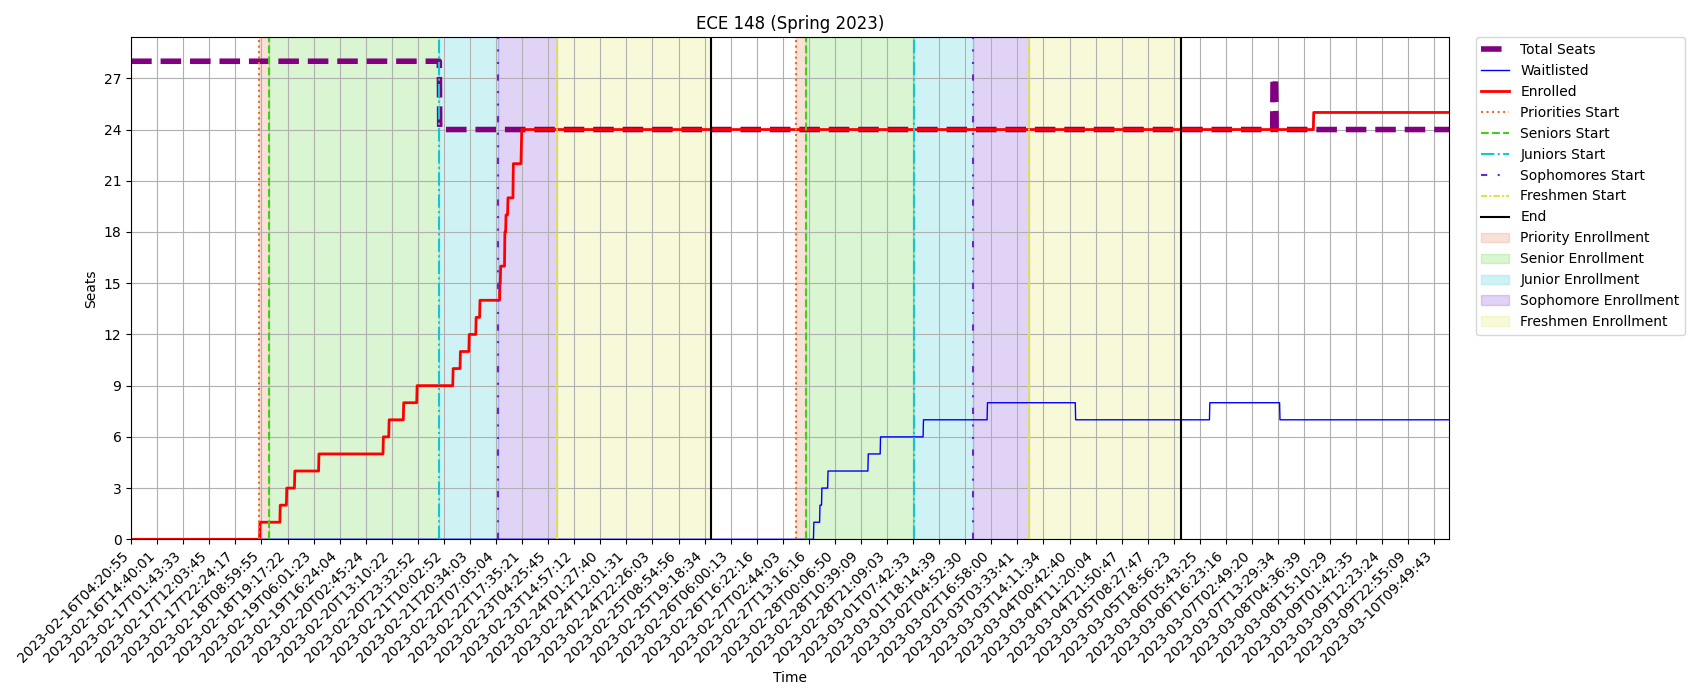 ECE 148 (Spring 2023)
Seats
27
24
21
18
15
12
9
6
3
0
2023-02-16T04:20:55
2023-02-16T14:40:01
2023-02-17T01:43:33
2023-02-17T12:03:45
2023-02-17T22:24:17
2023-02-18T08:59:55
2023-02-18T19:17:22
2023-02-19T06:01:23
2023-02-19T16:24:04
2023-02-20T02:45:24
2023-02-20T13:10:22
2023-02-20T23:32:52
2023-02-21T10:02:52
2023-02-21T20:34:03
2023-02-22T07:05:04
2023-02-22T17:35:21
2023-02-23T04:25:45
2023-02-23T14:57:12
2023-02-24T01:27:40
2023-02-24T12:01:31
2023-02-24T22:26:03
2023-02-25T08:54:56
2023-02-25T19:18:34
2023-02-26T06:00:13
2023-02-26T16:22:16
2023-02-27T02:44:03
2023-02-27T13:16:16
2023-02-28T00:06:50
2023-02-28T10:39:09
2023-02-28T21:09:03
2023-03-01T07:42:33
2023-03-01T18:14:39
2023-03-02T04:52:30
2023-03-02T16:58:00
2023-03-03T03:33:41
2023-03-03T14:11:34
2023-03-04T00:42:40
2023-03-04T11:20:04
2023-03-04T21:50:47
2023-03-05T08:27:47
2023-03-05T18:56:23
2023-03-06T05:43:25
2023-03-06T16:23:16
2023-03-07T02:49:20
2023-03-07T13:29:34
2023-03-08T04:36:39
2023-03-08T15:10:29
2023-03-09T01:42:35
2023-03-09T12:23:24
2023-03-09T22:55:09
2023-03-10T09:49:43
Time
Total Seats
Waitlisted
Enrolled
Priorities Start
Seniors Start
Juniors Start
Sophomores Start
Freshmen Start
End
Priority Enrollment
Senior Enrollment
Junior Enrollment
Sophomore Enrollment
Freshmen Enrollment